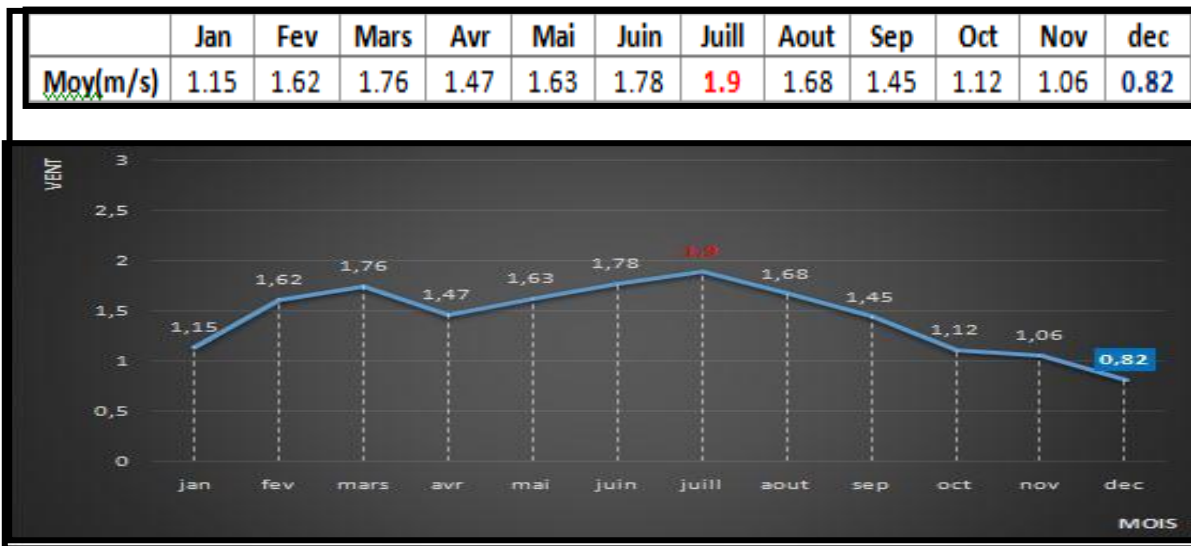 Jan Fev Mars Avr Mai Juin Juill Aout Sep Oct Nov dec
Moy(m/s) 1.15 1.62 1.76 1.47 1.63 1.78 1.9 1.68 1.45 1.12 1.06 0.82
VENT
3
2,5
2
1,5
1
0,5
0
1,15 1,62 1,76 1,47 1,63 1,78 1,9 1,68 1,45 1,12 1,06 0,82
jan fev mars avr mai juin juill aout sep oct nov dec
MOIS